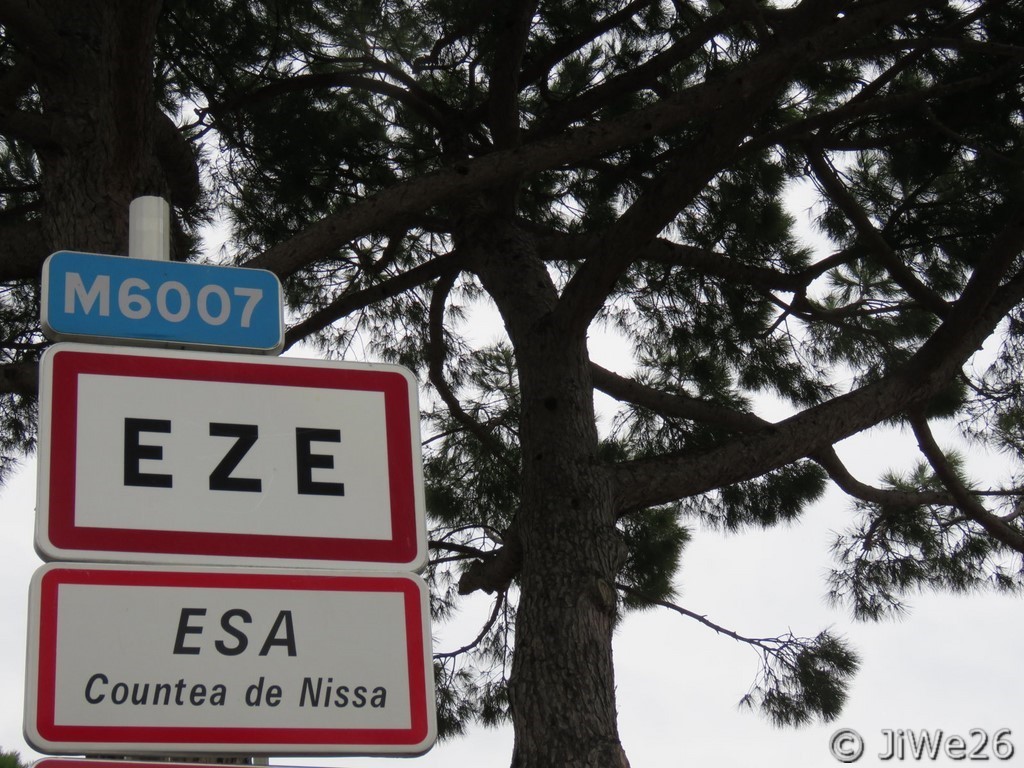 M6007
EZE
ESA
Countea de Nissa
© JiWe26